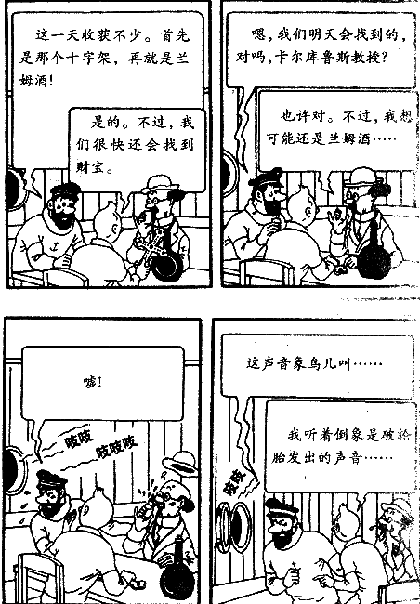 这一天收获不少。首先
是那个十字架，再就是兰
姆酒！
是的。不过，我
们很快还会找到
财宝。
嗯，我们明天会找到的，
对吗，卡尔库鲁斯教授？
也许对。不过，我想
可能还是兰姆酒……
嘘！
吱吱
吱吱吱
这声音象鸟儿叫……
吱吱
我听着倒象是破轮
胎发出的声音……